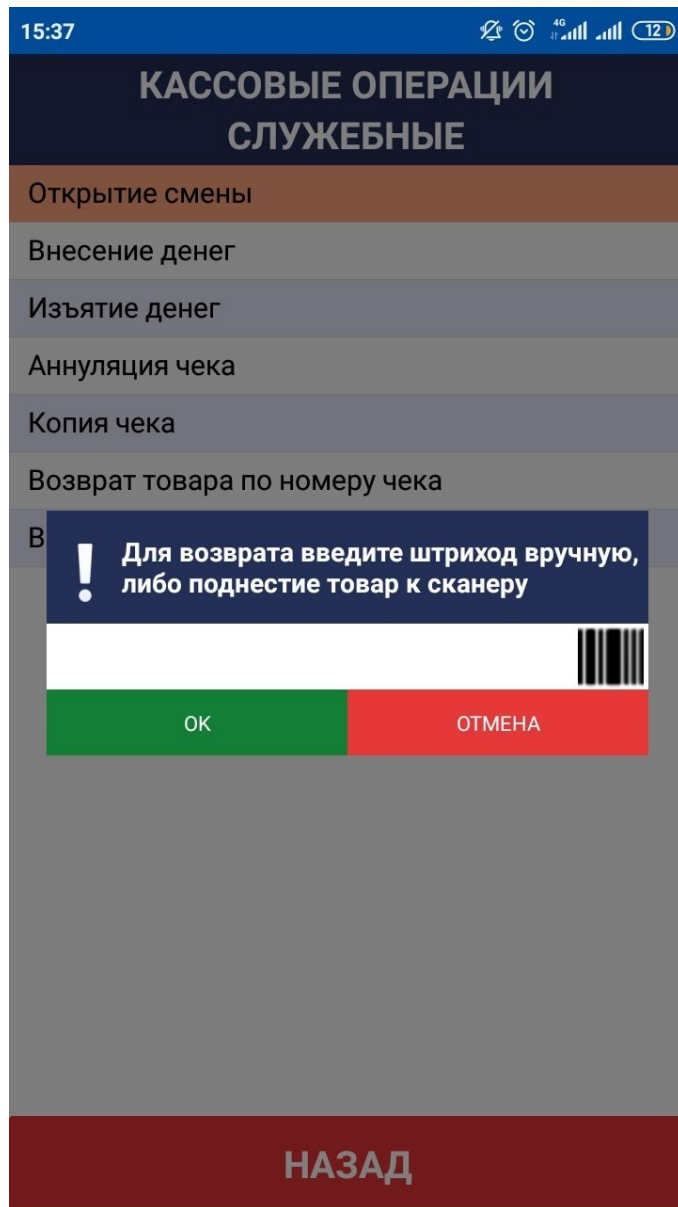 15:37
4G
12
КАССОВЫЕ ОПЕРАЦИИ
СЛУЖЕБНЫЕ
Открытие смены
Внесение денег
Изъятие денег
Аннуляция чека
Копия чека
Возврат товара по номеру чека
В
Для возврата введите штриход вручную,
либо поднестие товар к сканеру
ОК
ОТМЕНА
НАЗАД